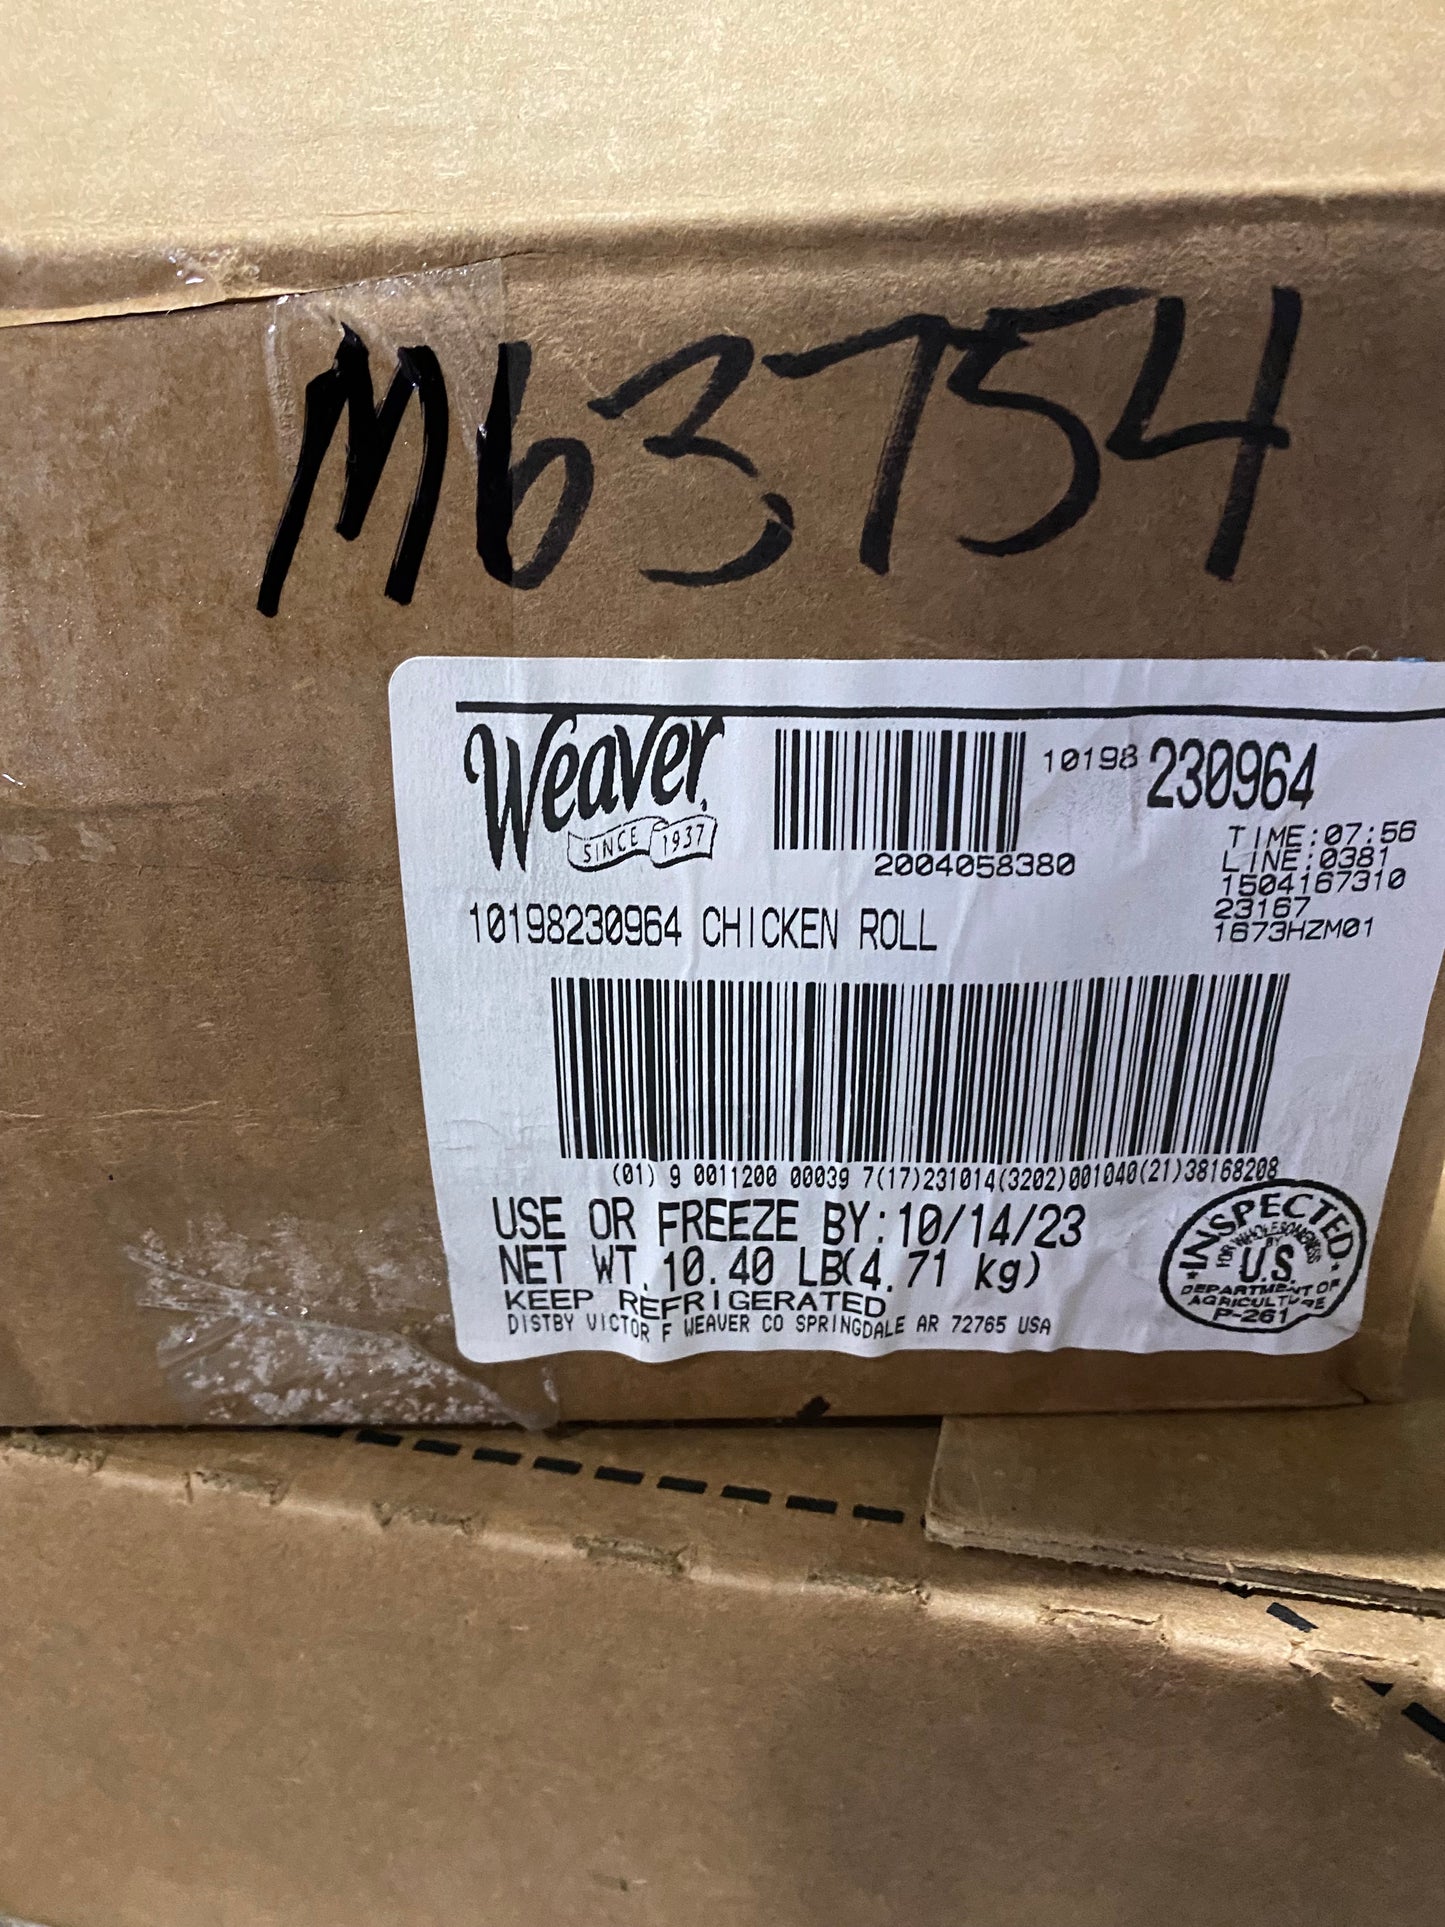 M63754
Weaver
SINCE 1937
2004058380
10198 230964
TIME:07:56
LINE:0381
1504167310
23167
1673HZM01
10198230964 CHICKEN ROLL
(01) 9 0011200 00039 7(17)231014(3202)001040(21)38168208
USE OR FREEZE BY:10/14/23
NET WT. 10.40 LB(4.71 kg)
KEEP REFRIGERATED
DISTBY VICTOR F WEAVER CO SPRINGDALE AR 72765 USA
INSPECTED
FOR WHOLESOMENESS
BY
U.S.
DEPARTMENT OF
AGRICULTURE
P-261